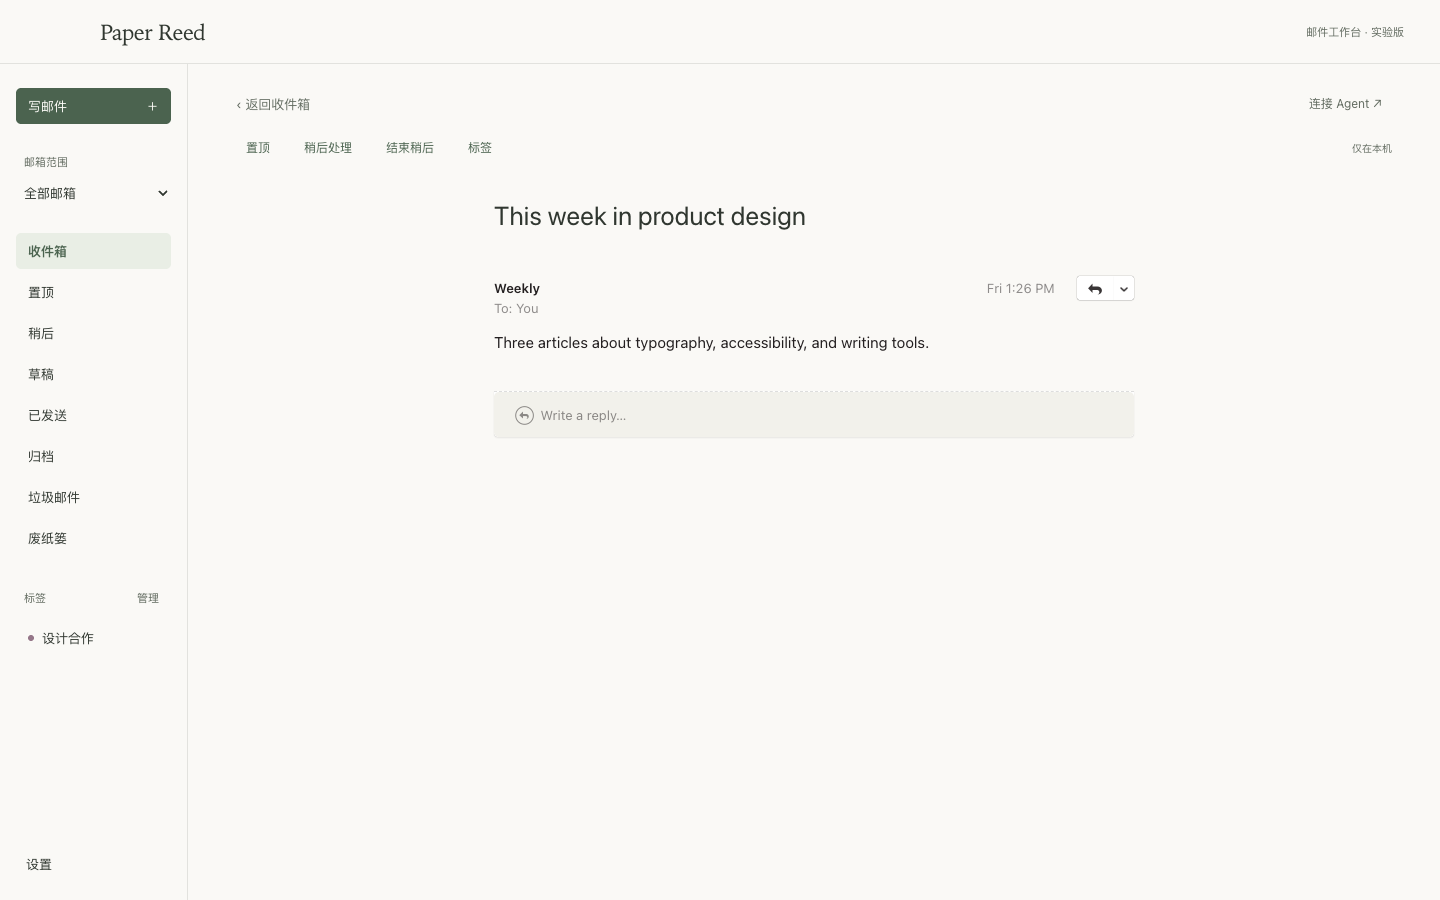 Paper Reed
邮件工作台 · 实验版
写邮件 +
邮箱范围
全部邮箱
收件箱
置顶
稍后
草稿
已发送
归档
垃圾邮件
废纸篓
标签 管理
设计合作
设置
‹ 返回收件箱
连接 Agent ↗
置顶 稍后处理 结束稍后 标签
仅在本机
This week in product design
Weekly
Fri 1:26 PM
To: You
Three articles about typography, accessibility, and writing tools.
Write a reply...